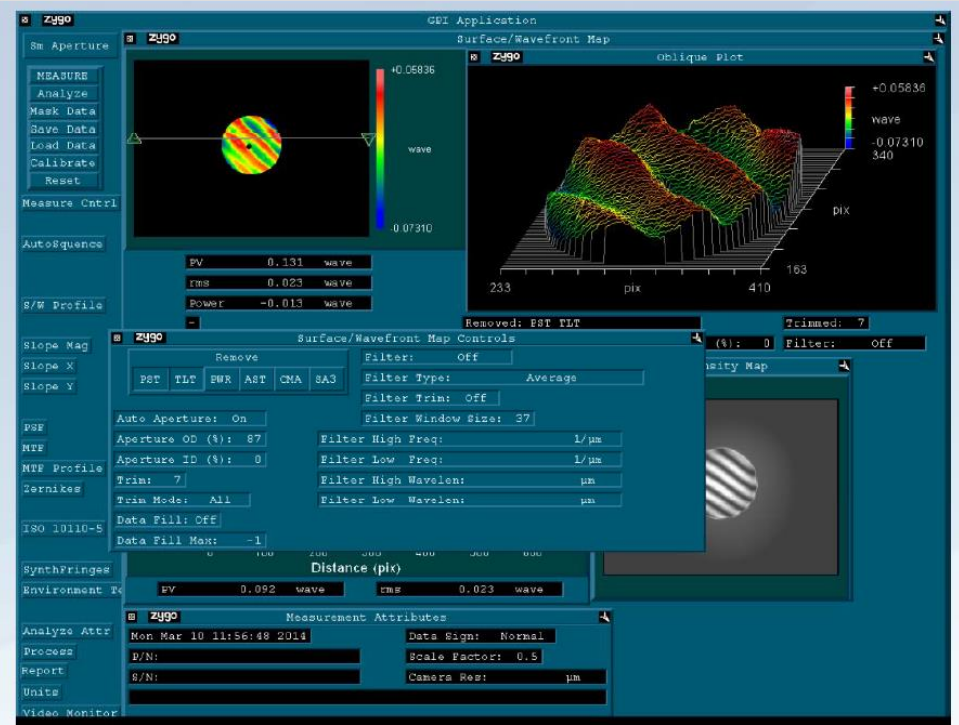 zygo GPI Application
8m Aperture
MEASURE
Analyze
Mask Data
Save Data
Load Data
Calibrate
Reset
Measure Cntrl
AutoSquence
S/W Profile
Slope Mag
Slope X
Slope Y
PSF
MTF
MTF Profile
Zernikes
ISO 10110-5
SynthFringes
Environment
Analyze Attr
Process
Report
Units
Video Monitor
zygo Surface/Wavefront Map
+0.05836
wave
-0.07310
PV 0.131 wave
rms 0.023 wave
Power -0.013 wave
-
zygo Oblique Plot
+0.05836
wave
-0.07310
340
pix
163
233 pix 410
Removed: PST TLT
Trimmed: 7
(%): 0 Filter: Off
zygo Surface/Wavefront Map Controls
Remove
PST TLT PWR AST CMA SA3
Filter: Off
Filter Type: Average
Filter Trim: Off
Filter Window Size: 37
Auto Aperture: On
Aperture OD (%): 87
Aperture ID (%): 0
Trim: 7
Trim Mode: All
Data Fill: Off
Data Fill Max: -1
Filter High Freq: 1/µm
Filter Low Freq: 1/µm
Filter High Wavelen: µm
Filter Low Wavelen: µm
Map
Distance (pix)
PV 0.092 wave
rms 0.023 wave
zygo Measurement Attributes
Mon Mar 10 11:56:48 2014
Data Sign: Normal
P/N:
Scale Factor: 0.5
S/N:
Camera Res: µm